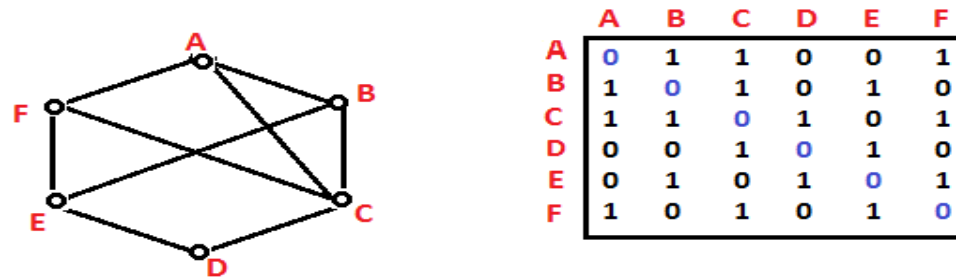 A
B
F
E
C
D
A B C D E F
A 0 1 1 0 0 1
B 1 0 1 0 1 0
C 1 1 0 1 0 1
D 0 0 1 0 1 0
E 0 1 0 1 0 1
F 1 0 1 0 1 0